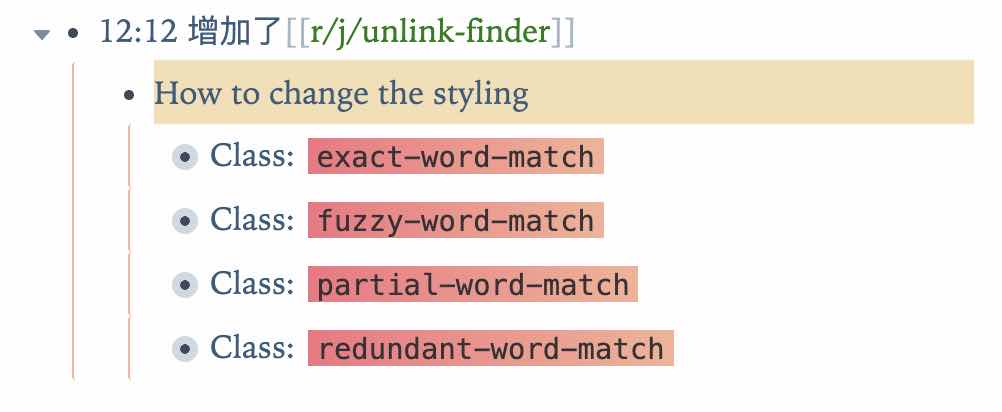 12:12 增加了[[r/j/unlink-finder]]
How to change the styling
Class: exact-word-match
Class: fuzzy-word-match
Class: partial-word-match
Class: redundant-word-match